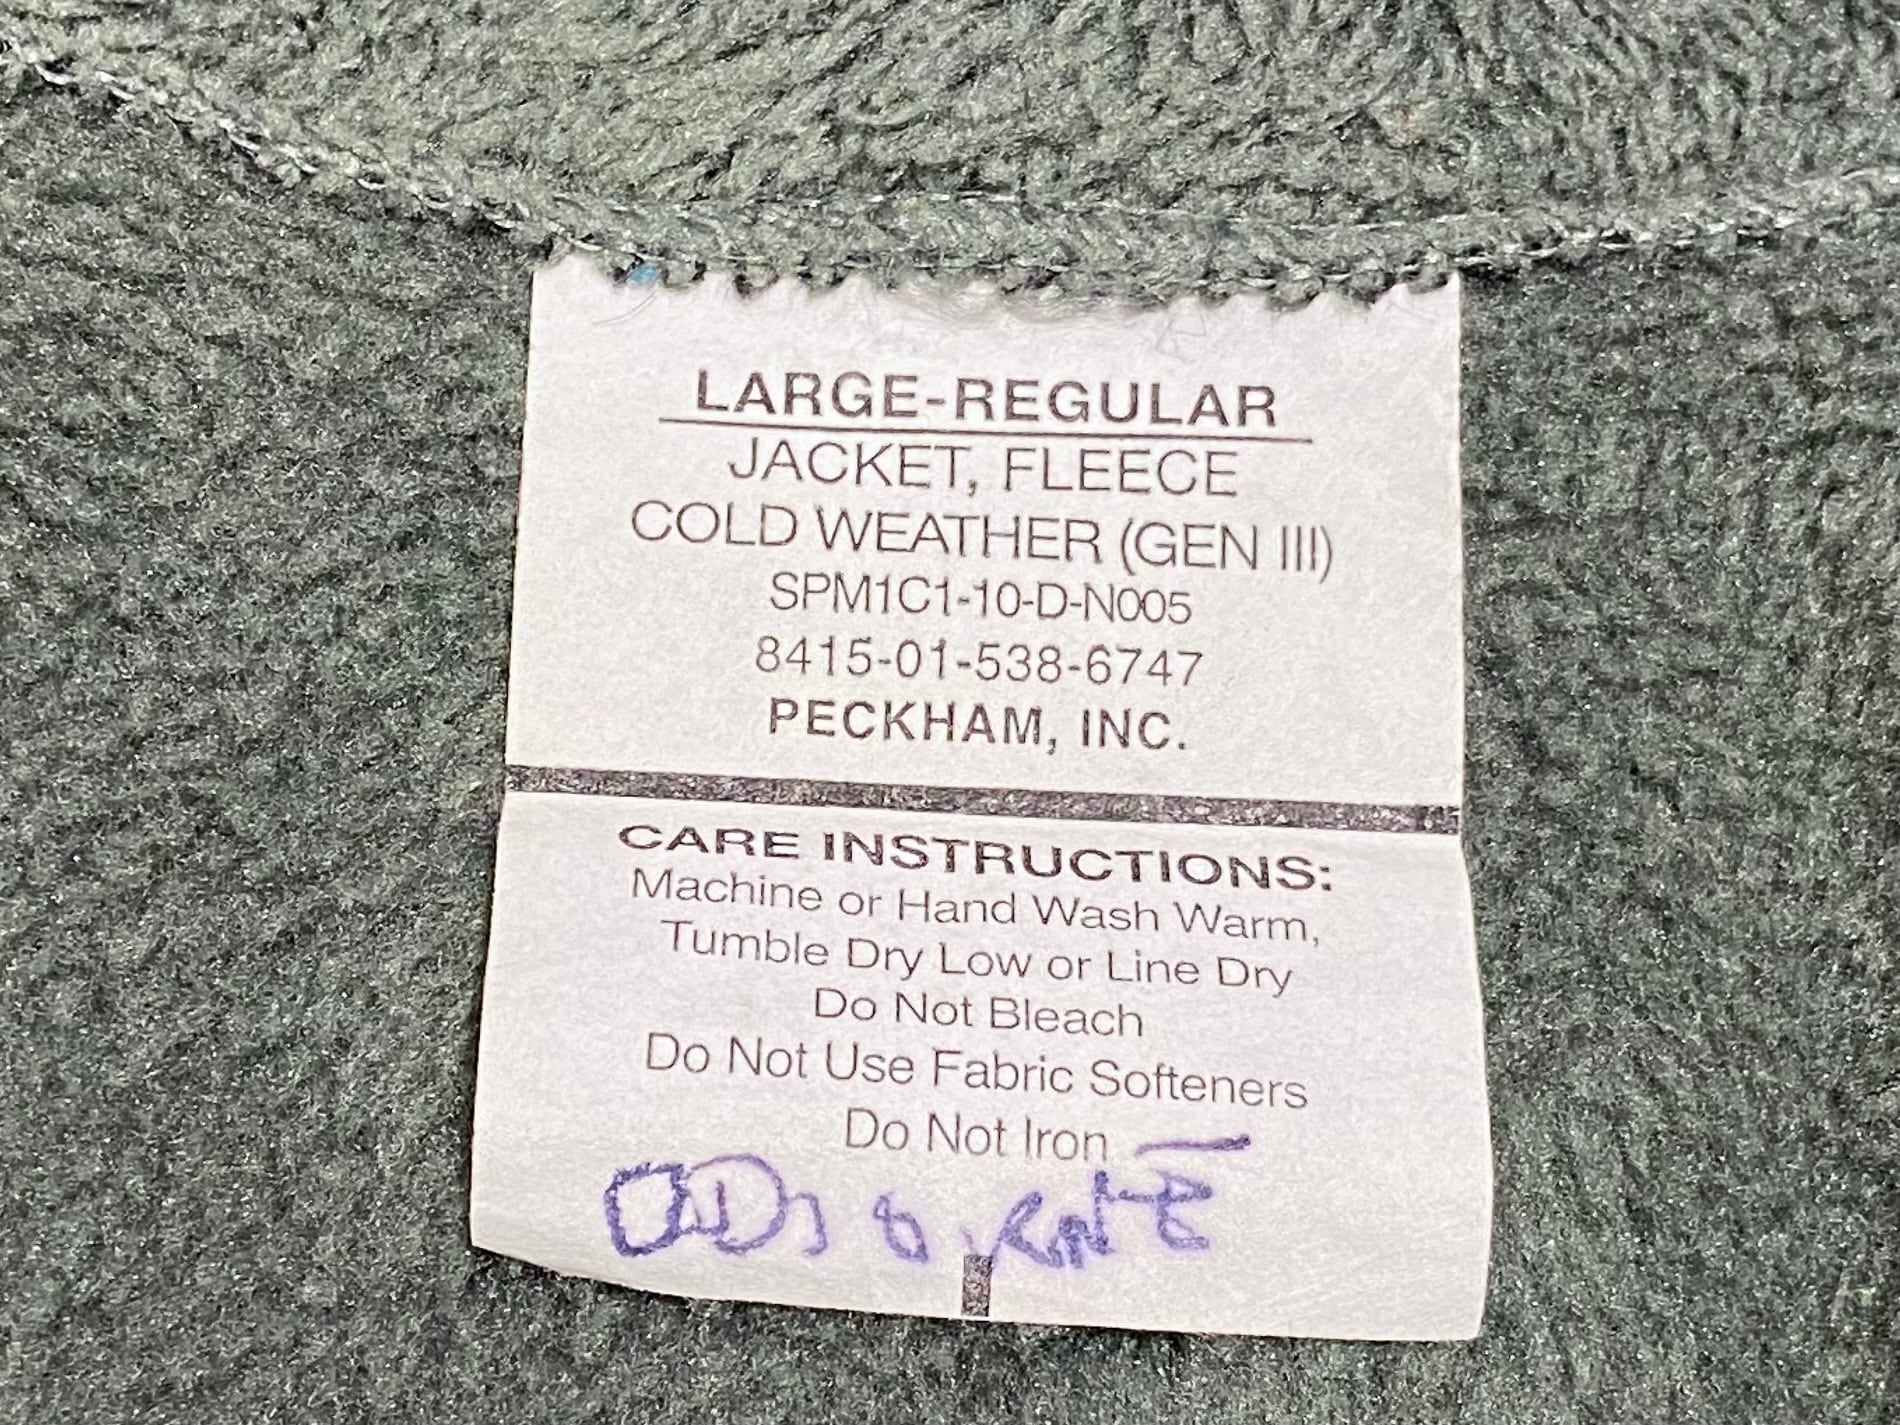 LARGE-REGULAR
JACKET, FLEECE
COLD WEATHER (GEN III)
SPM1C1-10-D-N005
8415-01-538-6747
PECKHAM, INC.
CARE INSTRUCTIONS:
Machine or Hand Wash Warm,
Tumble Dry Low or Line Dry
Do Not Bleach
Do Not Use Fabric Softeners
Do Not Iron